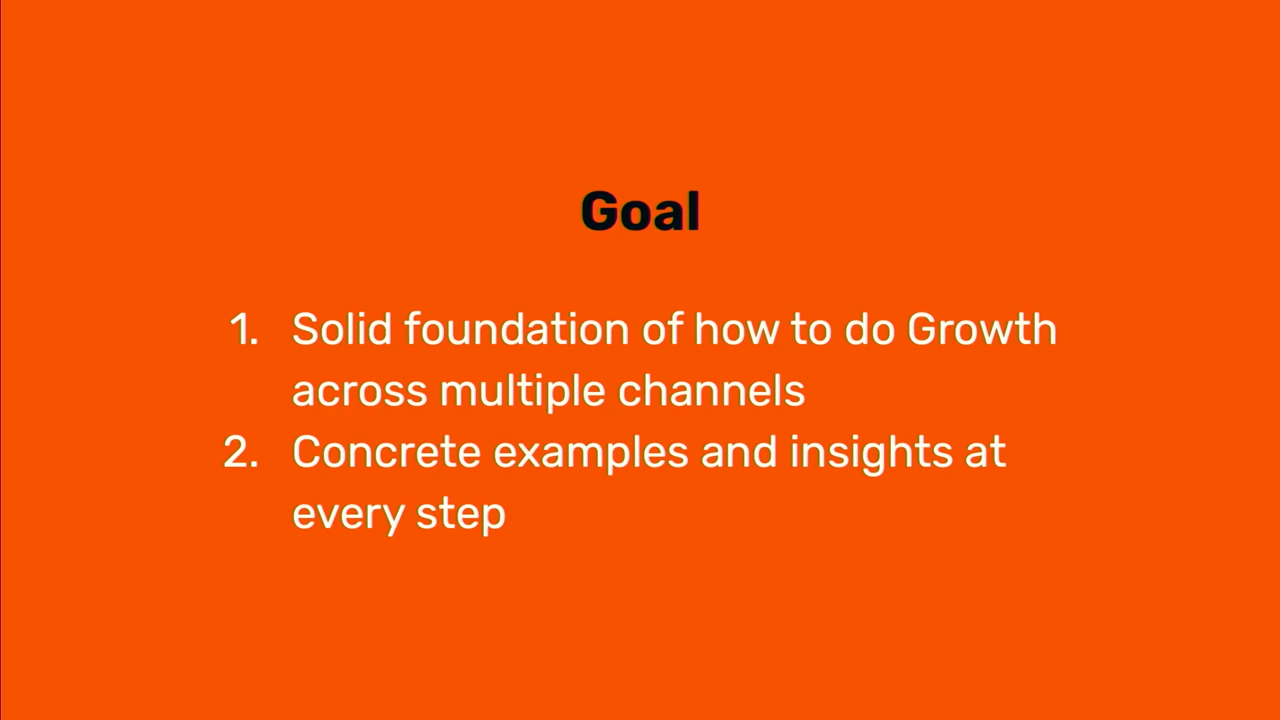 Goal
1. Solid foundation of how to do Growth
across multiple channels
2. Concrete examples and insights at
every step